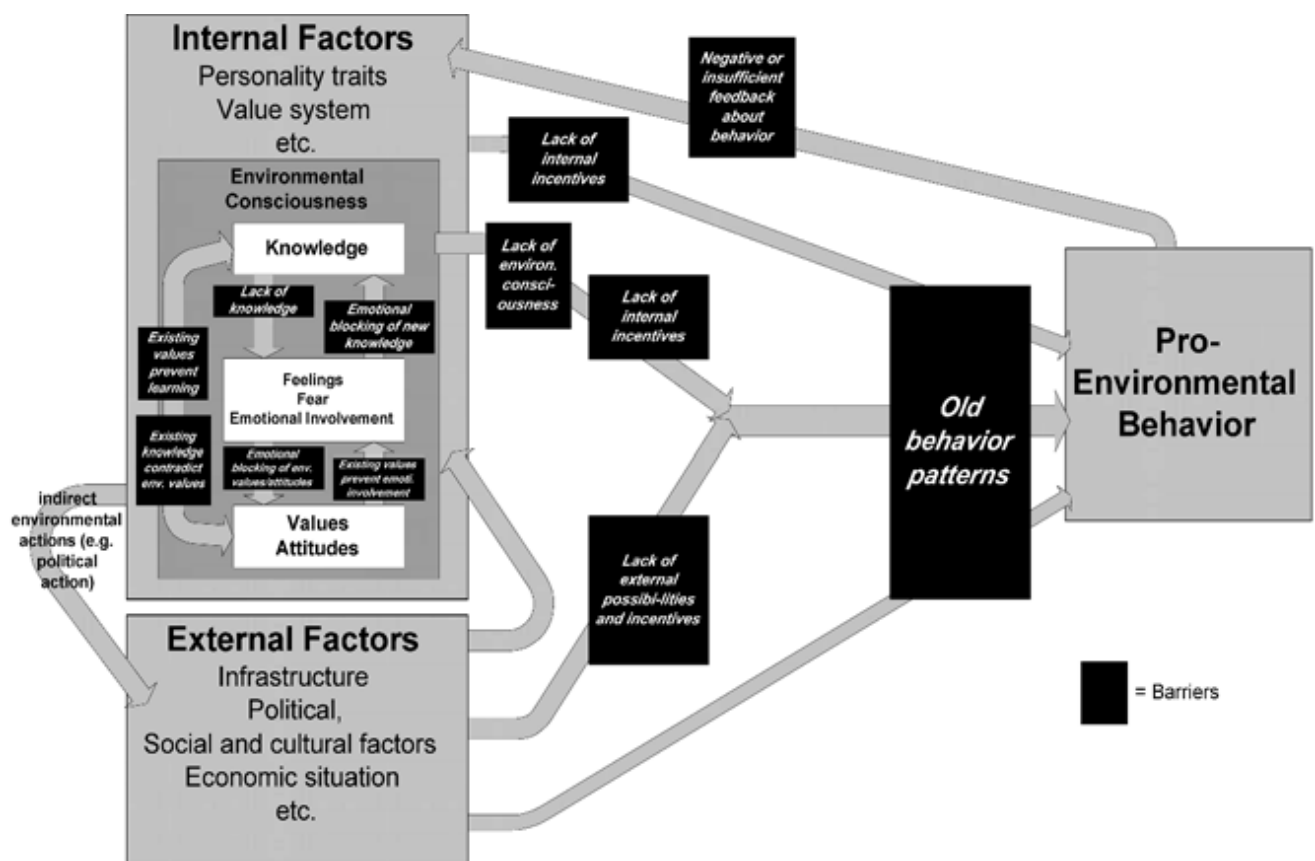 Internal Factors
Personality traits
Value system
etc.
Environmental
Consciousness
Knowledge
Lack of
knowledge
Emotional
blocking of new
knowledge
Existing
values
prevent
learning
Feelings
Fear
Emotional Involvement
Existing
knowledge
contradict
env. values
Emotional
blocking of env.
values/attitudes
Existing values
prevent emoti.
involvement
Values
Attitudes
indirect
environmental
actions (e.g.
political
action)
External Factors
Infrastructure
Political,
Social and cultural factors
Economic situation
etc.
Negative or
insufficient
feedback
about
behavior
Lack of
internal
incentives
Lack of
environ.
consci-
ousness
Lack of
internal
incentives
Lack of
external
possibi-lities
and incentives
Old
behavior
patterns
Pro-
Environmental
Behavior
= Barriers